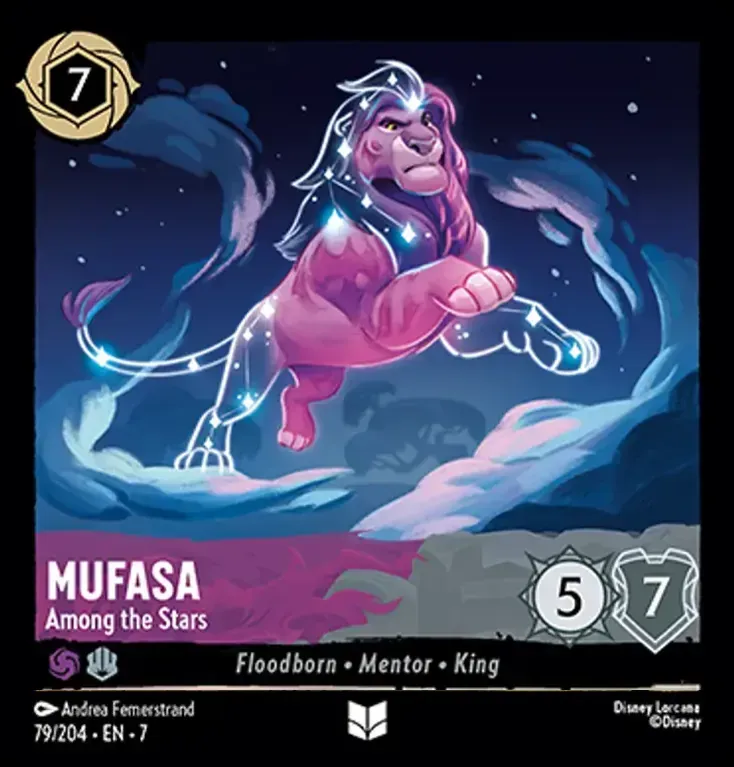 7
MUFASA
Among the Stars
5
7
Floodborn • Mentor • King
Andrea Femerstrand
79/204 • EN • 7
Disney Lorcana
©Disney